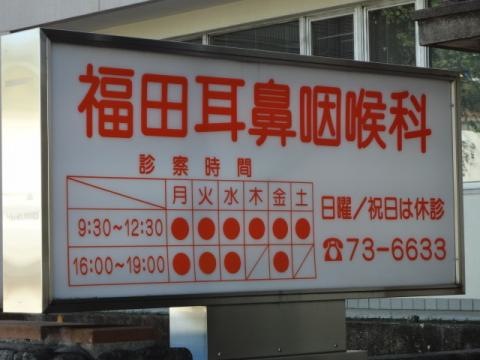 福田耳鼻咽喉科
診察時間
月 火 水 木 金 土
9:30~12:30 ● ● ● ● ● ●
16:00~19:00 ● ● ● / ● /
日曜/祝日は休診
☎73-6633